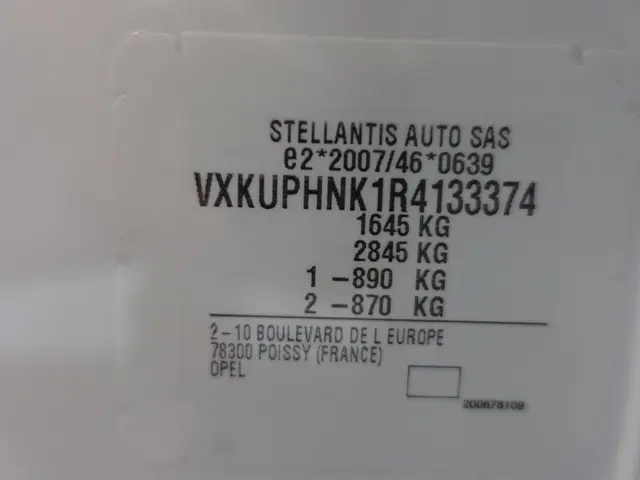 STELLANTIS AUTO SAS
e2*2007/46*0639
VXKUPHNK1R4133374
1645 KG
2845 KG
1 -890 KG
2 -870 KG
2-10 BOULEVARD DE L EUROPE
78300 POISSY (FRANCE)
OPEL
200678109